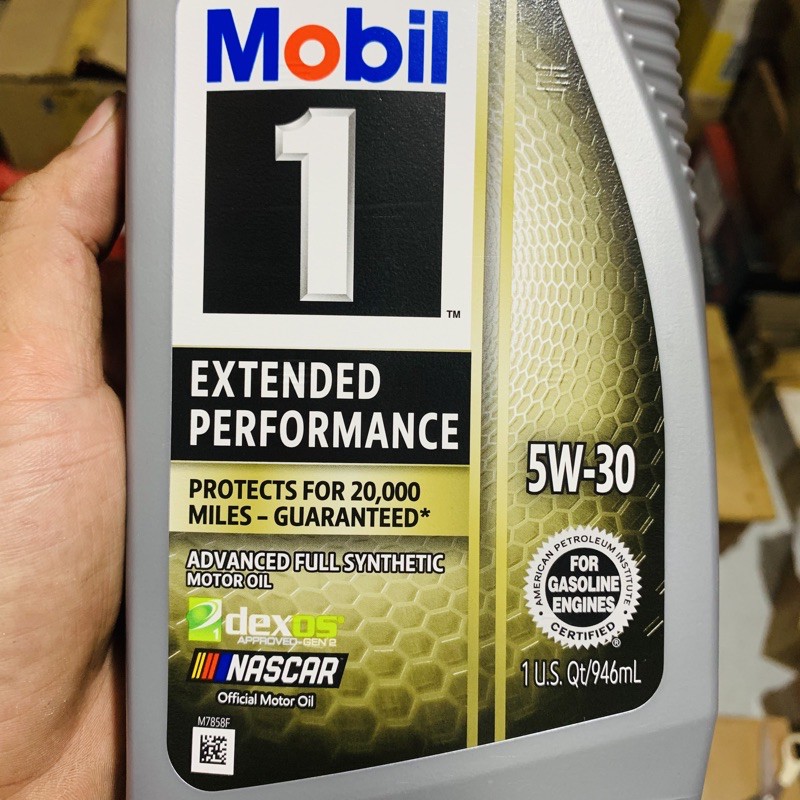 Mobil
1
™
EXTENDED
PERFORMANCE
PROTECTS FOR 20,000
MILES – GUARANTEED*
ADVANCED FULL SYNTHETIC
MOTOR OIL
dexos®
APPROVED-GEN 2
NASCAR
Official Motor Oil
M7858F
5W-30
AMERICAN PETROLEUM INSTITUTE
FOR
GASOLINE
ENGINES
CERTIFIED
®
1 U.S. Qt/946mL